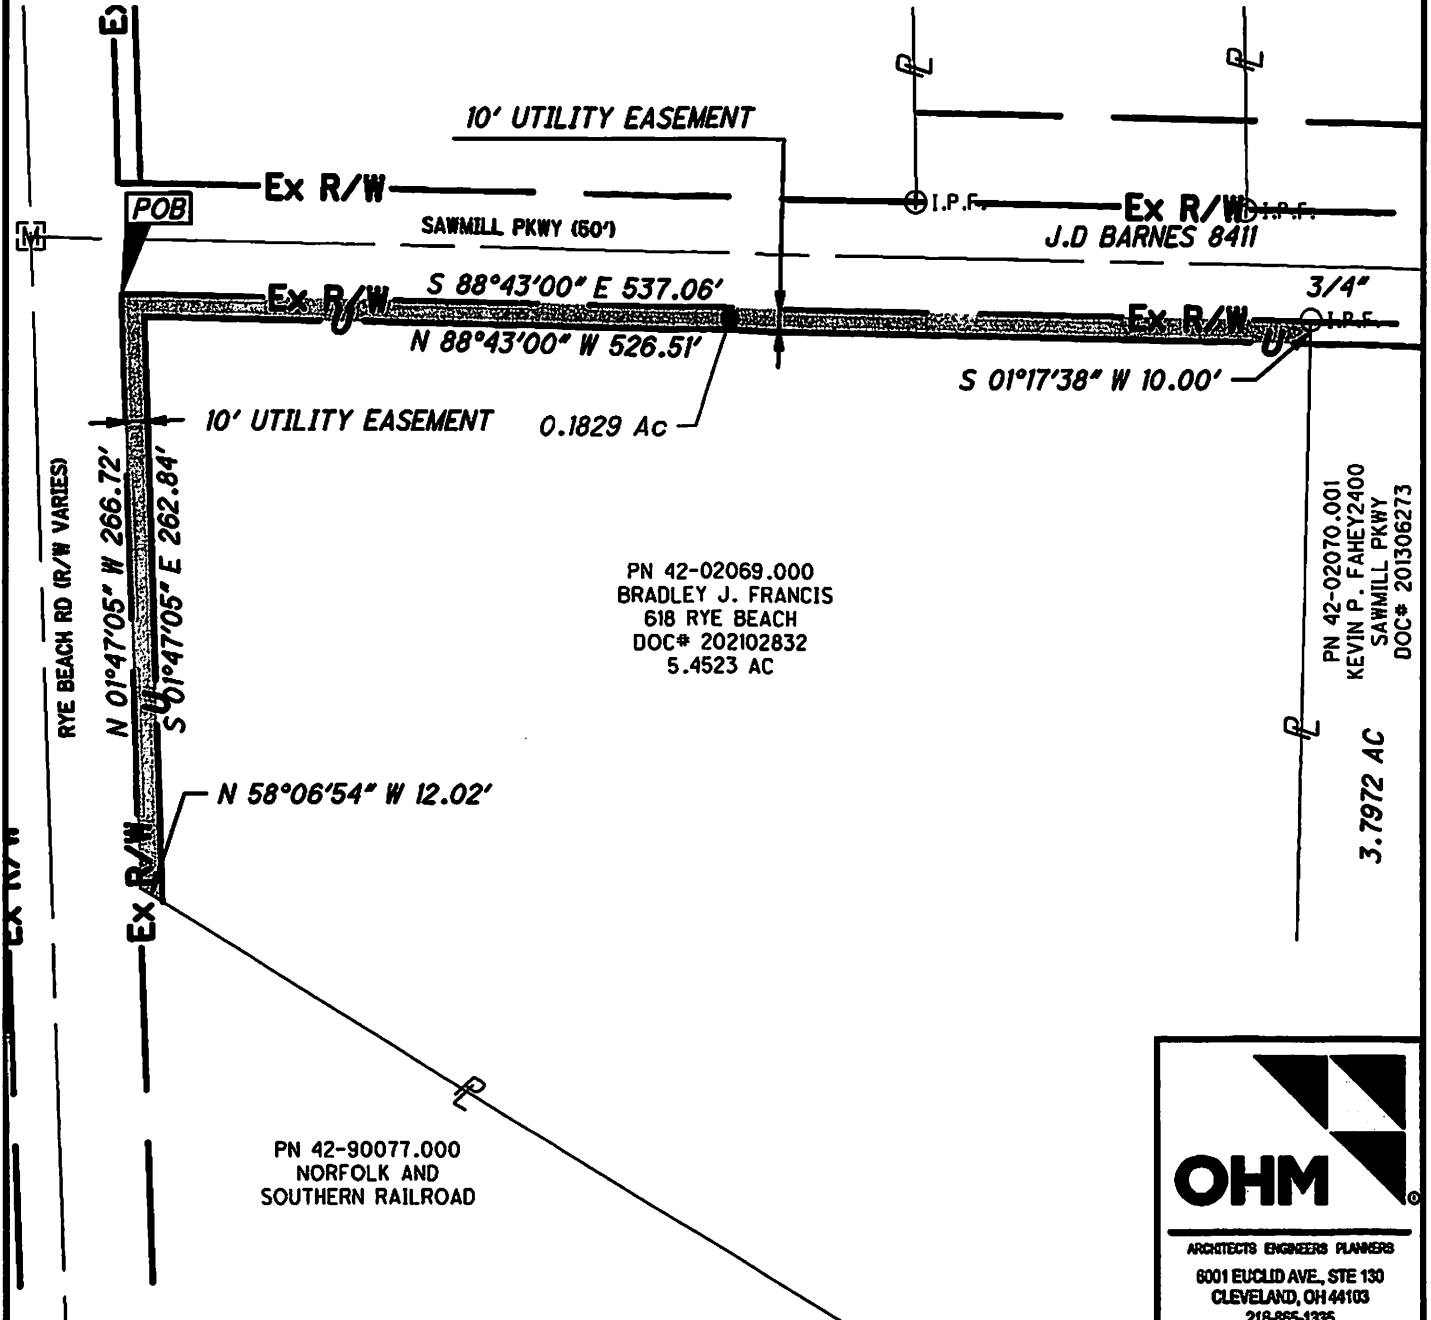 10' UTILITY EASEMENT
Ex R/W
POB
I.P.F.
Ex R/W
I.P.F.
M
SAWMILL PKWY (60')
J.D BARNES 8411
S 88°43'00" E 537.06'
3/4"
Ex R/W
Ex R/W
I.P.F.
U
U
N 88°43'00" W 526.51'
S 01°17'38" W 10.00'
10' UTILITY EASEMENT
0.1829 Ac
RYE BEACH RD (R/W VARIES)
N 01°47'05" W 266.72'
S 01°47'05" E 262.84'
U
PN 42-02069.000
BRADLEY J. FRANCIS
618 RYE BEACH
DOC# 202102832
5.4523 AC
PN 42-02070.001
KEVIN P. FAHEY2400
SAWMILL PKWY
DOC# 201306273
3.7972 AC
N 58°06'54" W 12.02'
Ex R/W
Ex R/W
PN 42-90077.000
NORFOLK AND
SOUTHERN RAILROAD
OHM
ARCHITECTS ENGINEERS PLANNERS
6001 EUCLID AVE., STE 130
CLEVELAND, OH 44103